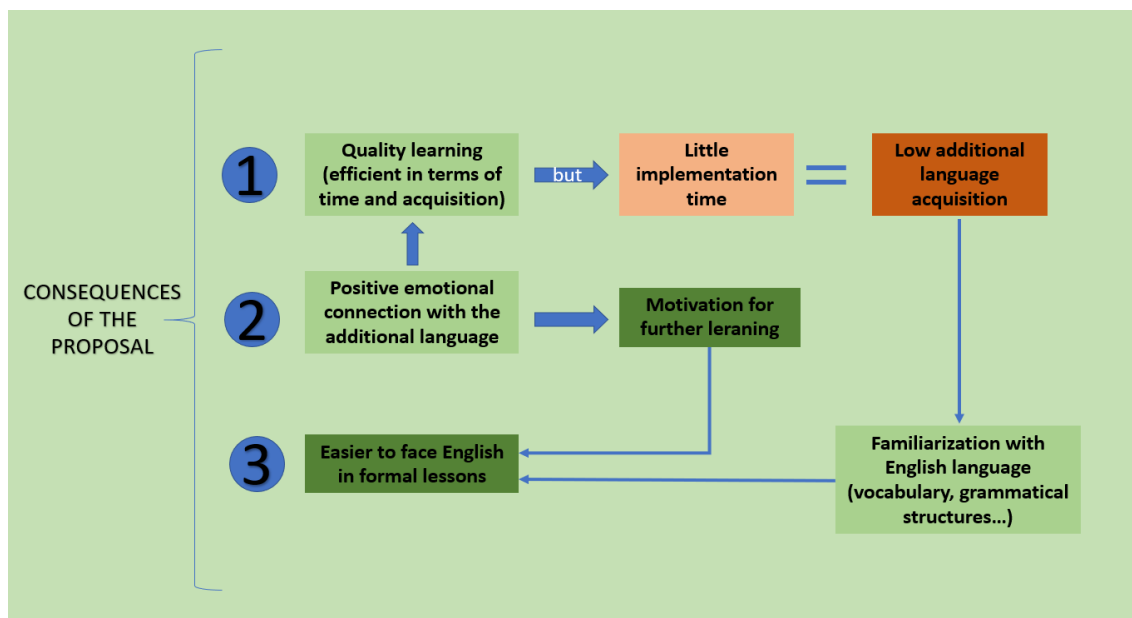 CONSEQUENCES
OF THE
PROPOSAL
1
Quality learning
(efficient in terms of
time and acquisition)
but
Little
implementation
time
=
Low additional
language
acquisition
2
Positive emotional
connection with the
additional language
Motivation for
further leraning
3
Easier to face English
in formal lessons
Familiarization with
English language
(vocabulary, grammatical
structures...)